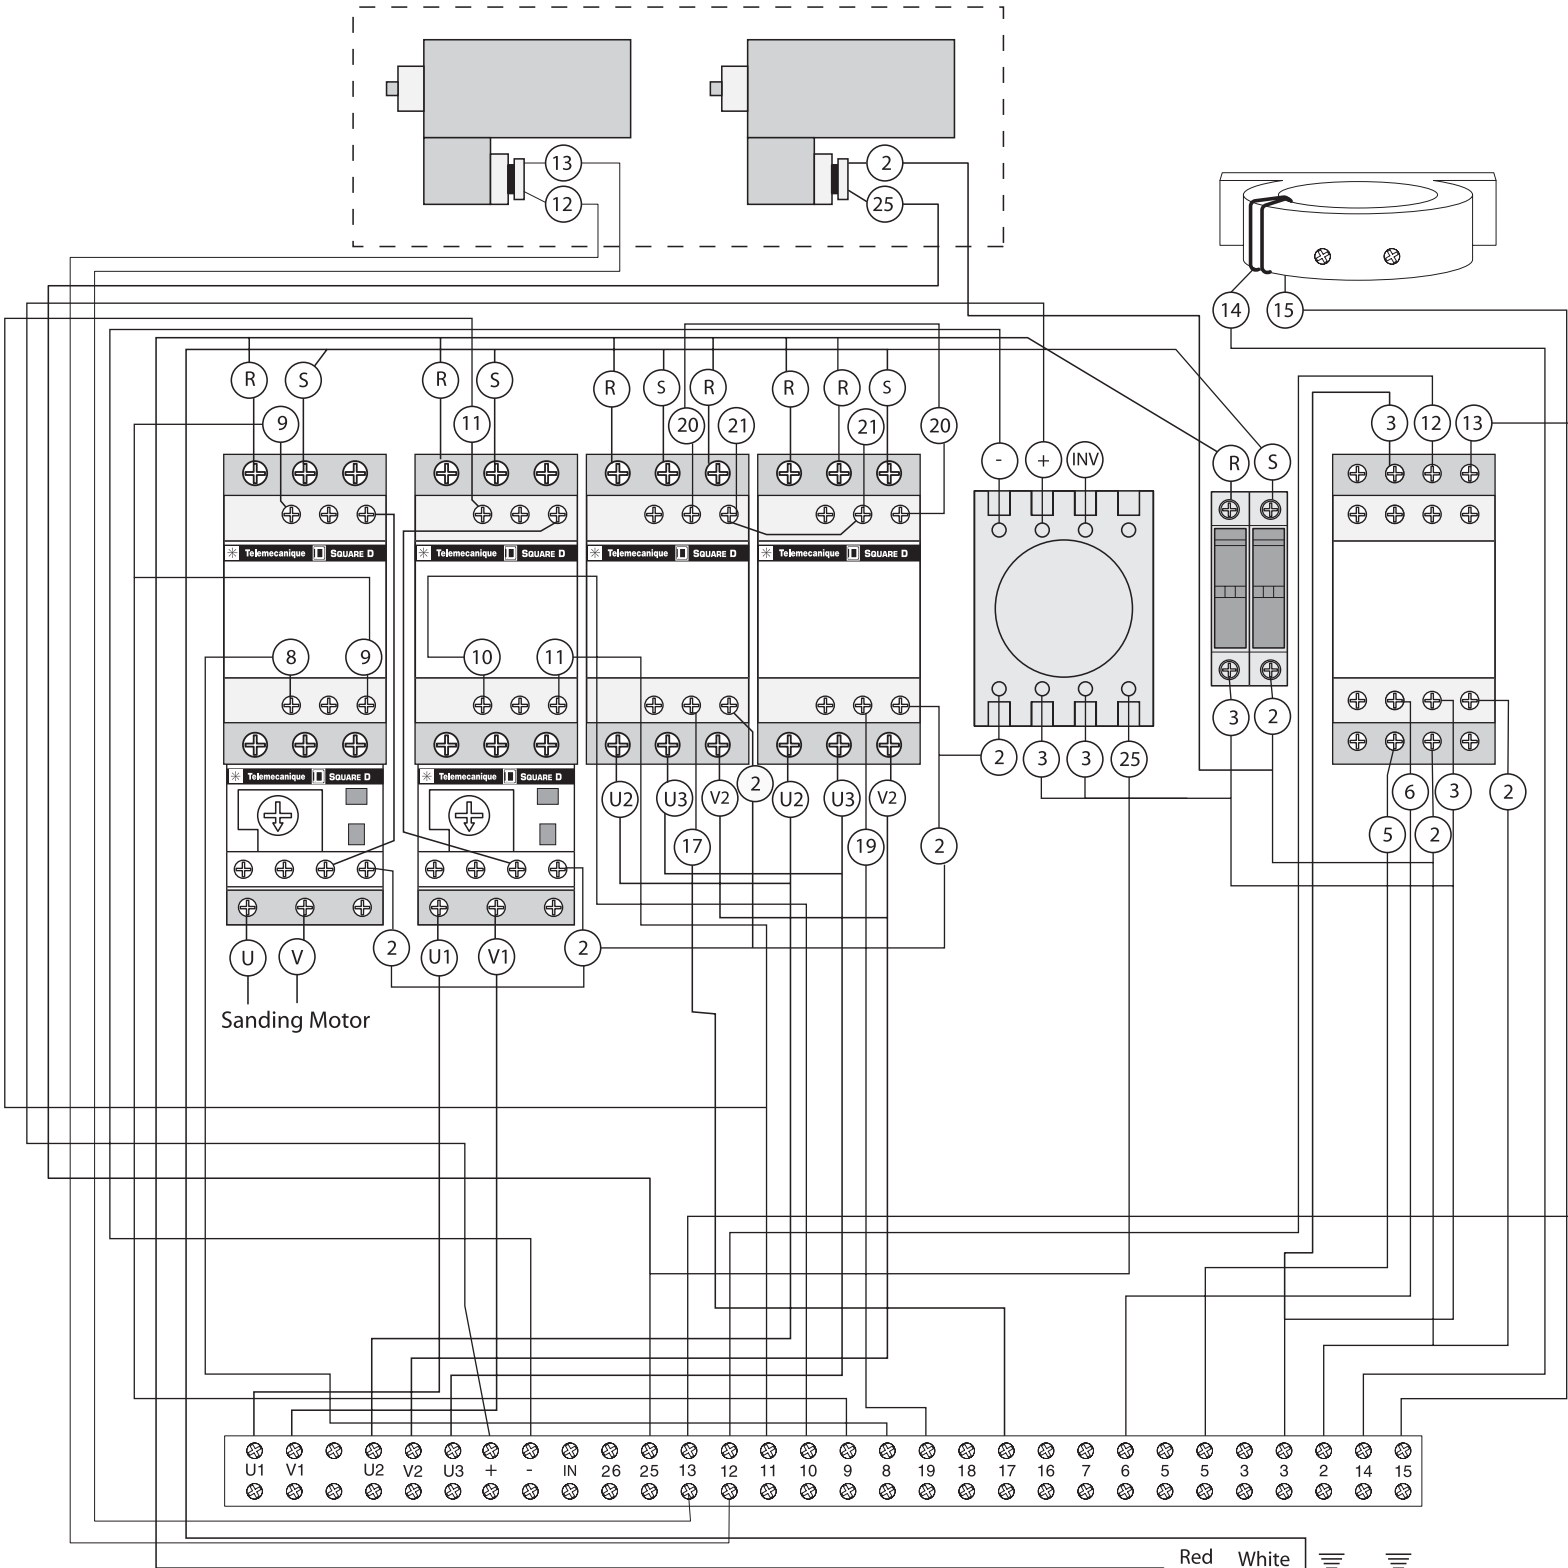 13 2
12 25
14 15
R S R S R S R R R S
9 11 20 21 21 20 3 12 13
- + INV R S
Telemecanique SQUARE D Telemecanique SQUARE D Telemecanique SQUARE D Telemecanique SQUARE D
8 9 10 11
3 2
2 3 3 25
Telemecanique SQUARE D Telemecanique SQUARE D
U2 U3 V2 2 U2 U3 V2 6 3 2
17 19 2 5 2
U V 2 U1 V1 2
Sanding Motor
U1 V1 U2 V2 U3 + - IN 26 25 13 12 11 10 9 8 19 18 17 16 7 6 5 5 3 3 2 14 15
Red White